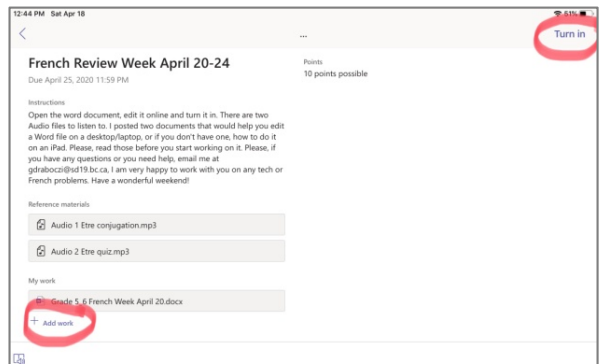 12:44 PM Sat Apr 18
51%
...
Turn in
French Review Week April 20-24
Due April 25, 2020 11:59 PM
Points
10 points possible
Instructions
Open the word document, edit it online and turn it in. There are two
Audio files to listen to. I posted two documents that would help you edit
a Word file on a desktop/laptop, or if you don't have one, how to do it
on an iPad. Please, read those before you start working on it. Please, if
you have any questions or you need help, email me at
gdraboczi@sd19.bc.ca, I am very happy to work with you on any tech or
French problems. Have a wonderful weekend!
Reference materials
Audio 1 Etre conjugation.mp3
Audio 2 Etre quiz.mp3
My work
Grade 5_6 French Week April 20.docx
+ Add work